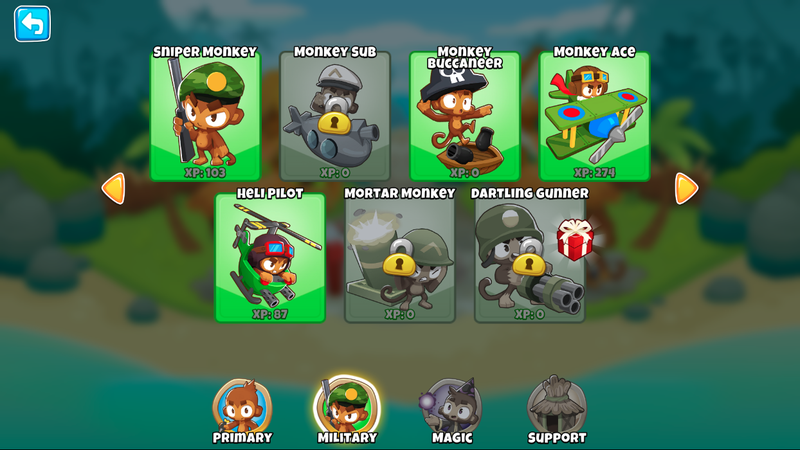 Sniper Monkey
Monkey Sub
Monkey
Buccaneer
Monkey Ace
XP: 103
XP: 0
XP: 0
XP: 274
Heli Pilot
Mortar Monkey
Dartling Gunner
XP: 87
XP: 0
XP: 0
Primary
Military
Magic
Support